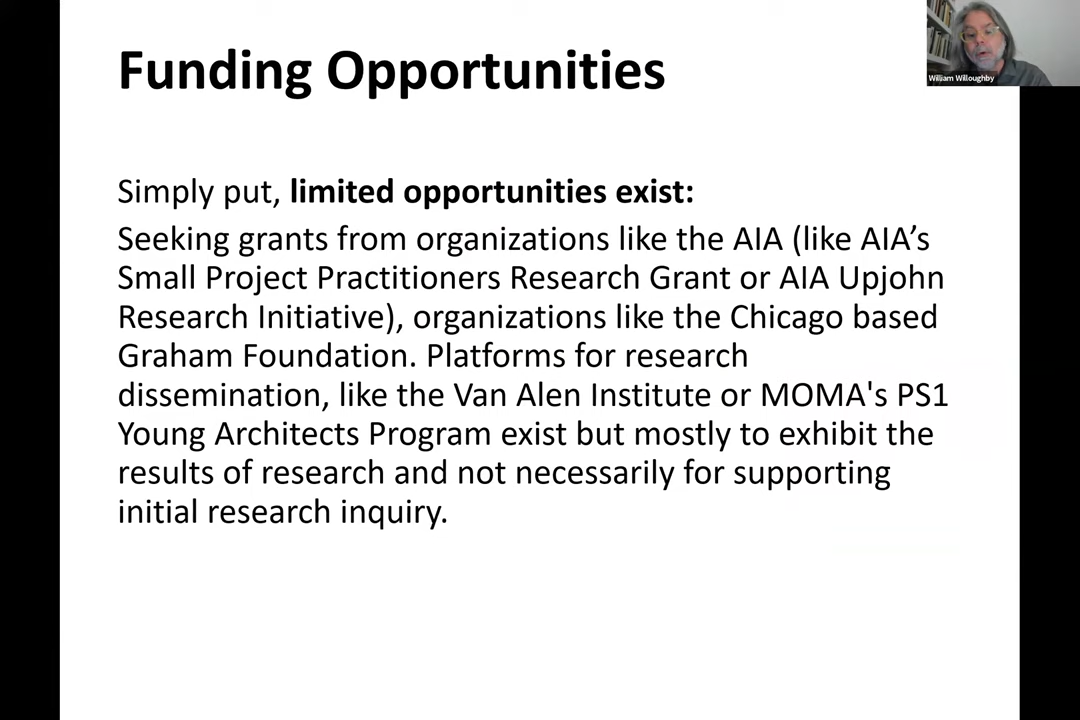 Funding Opportunities
William Willoughby
Simply put, limited opportunities exist:
Seeking grants from organizations like the AIA (like AIA’s
Small Project Practitioners Research Grant or AIA Upjohn
Research Initiative), organizations like the Chicago based
Graham Foundation. Platforms for research
dissemination, like the Van Alen Institute or MOMA's PS1
Young Architects Program exist but mostly to exhibit the
results of research and not necessarily for supporting
initial research inquiry.